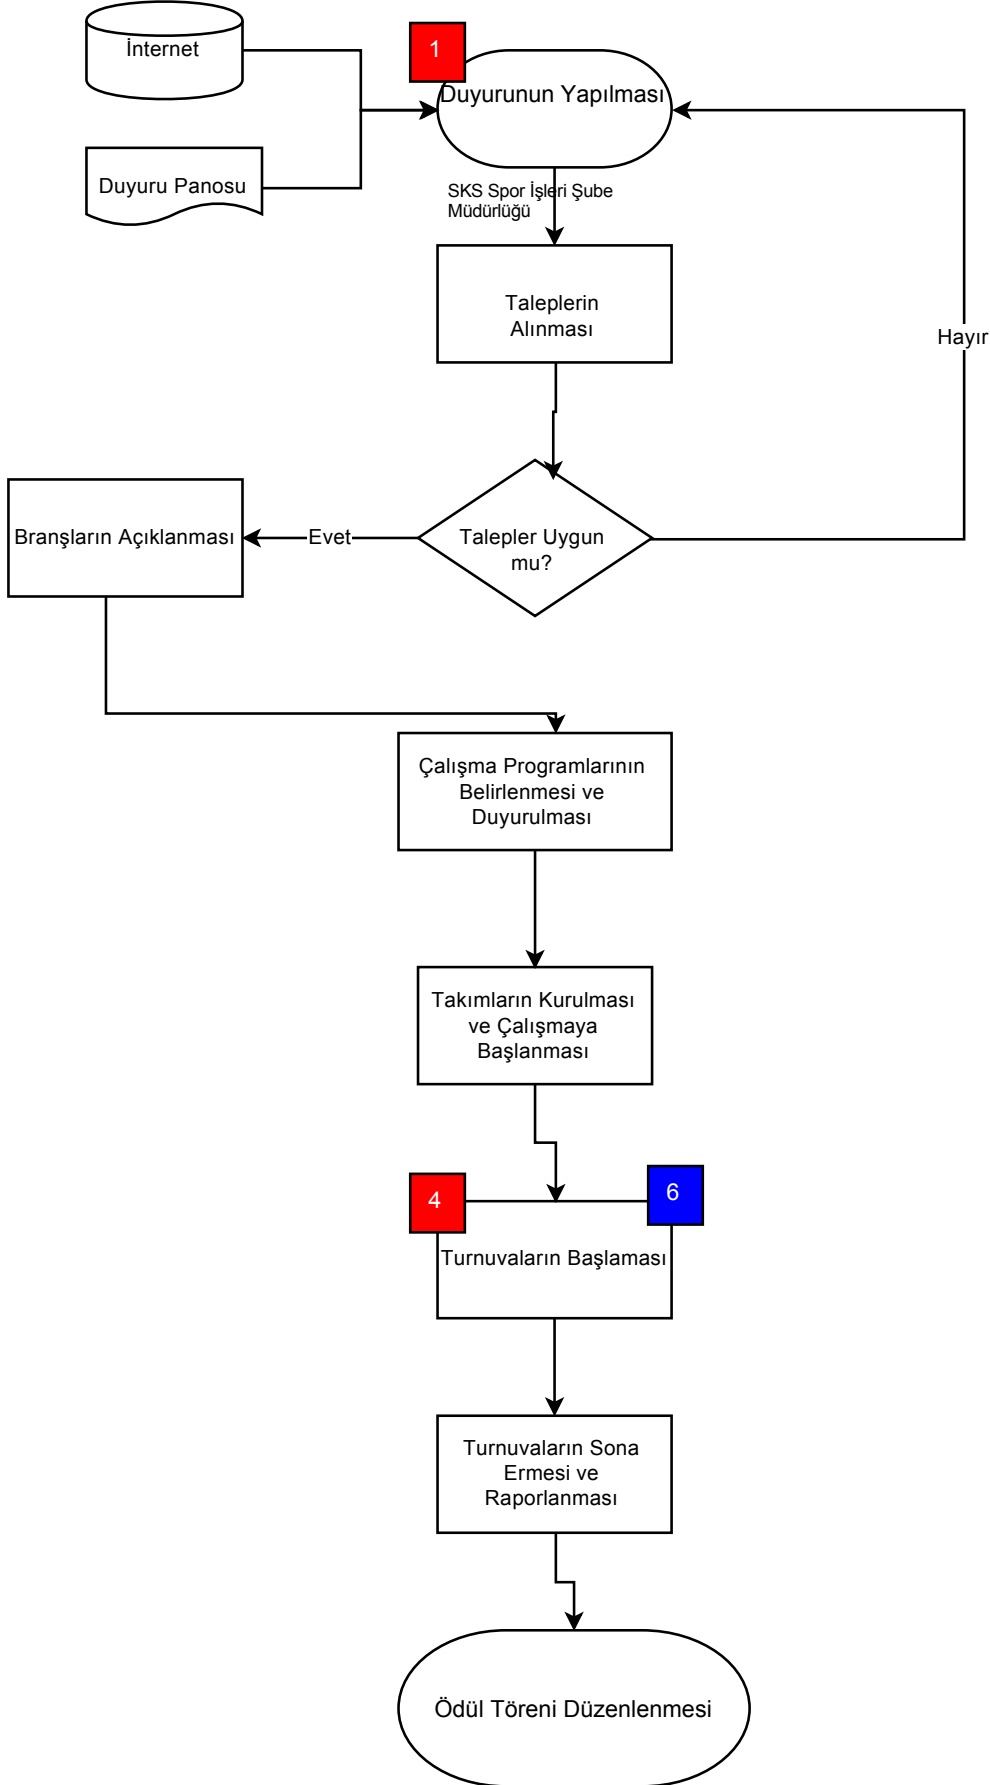 İnternet
1
Duyurunun Yapılması
Duyuru Panosu
SKS Spor İşleri Şube
Müdürlüğü
Taleplerin
Alınması
Hayır
Branşların Açıklanması
Evet
Talepler Uygun
mu?
Çalışma Programlarının
Belirlenmesi ve
Duyurulması
Takımların Kurulması
ve Çalışmaya
Başlanması
4
6
Turnuvaların Başlaması
Turnuvaların Sona
Ermesi ve
Raporlanması
Ödül Töreni Düzenlenmesi